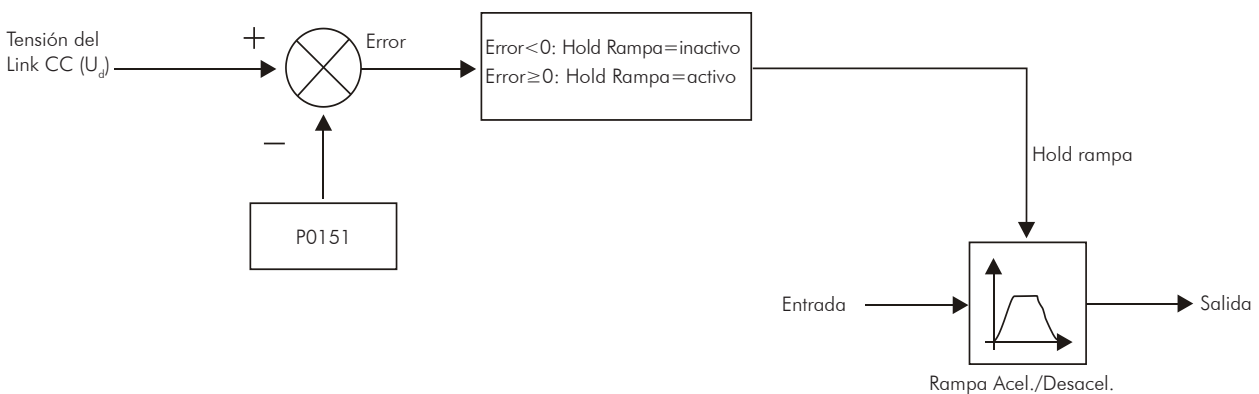 Tensión del
Link CC (Ud)
+
Error
−
P0151
Error<0: Hold Rampa=inactivo
Error≥0: Hold Rampa=activo
Hold rampa
Entrada
Salida
Rampa Acel./Desacel.